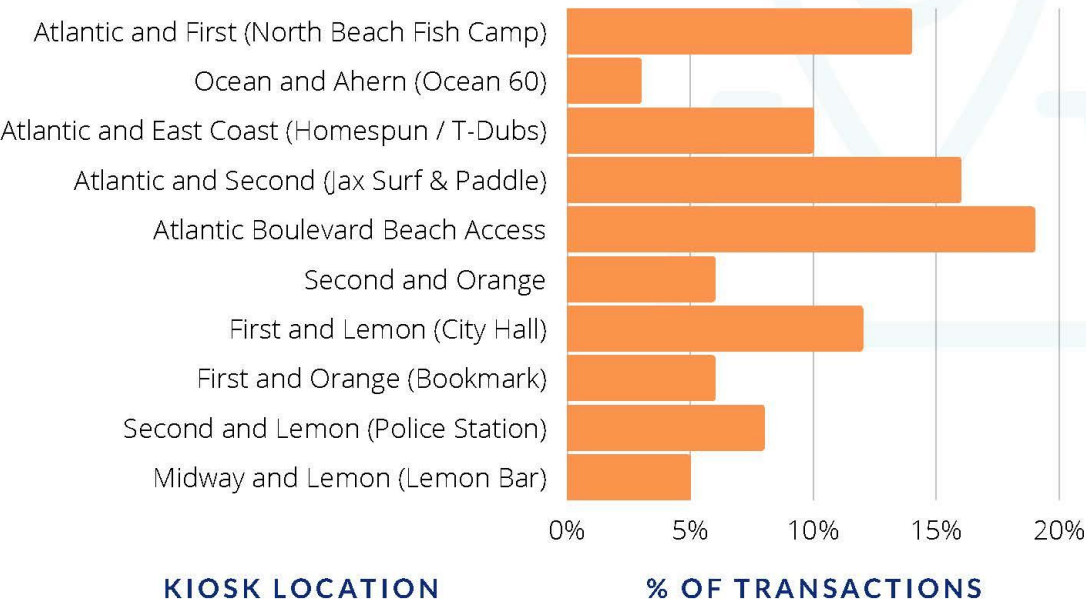 Atlantic and First (North Beach Fish Camp)
Ocean and Ahern (Ocean 60)
Atlantic and East Coast (Homespun / T-Dubs)
Atlantic and Second (Jax Surf & Paddle)
Atlantic Boulevard Beach Access
Second and Orange
First and Lemon (City Hall)
First and Orange (Bookmark)
Second and Lemon (Police Station)
Midway and Lemon (Lemon Bar)
0% 5% 10% 15% 20%
KIOSK LOCATION % OF TRANSACTIONS